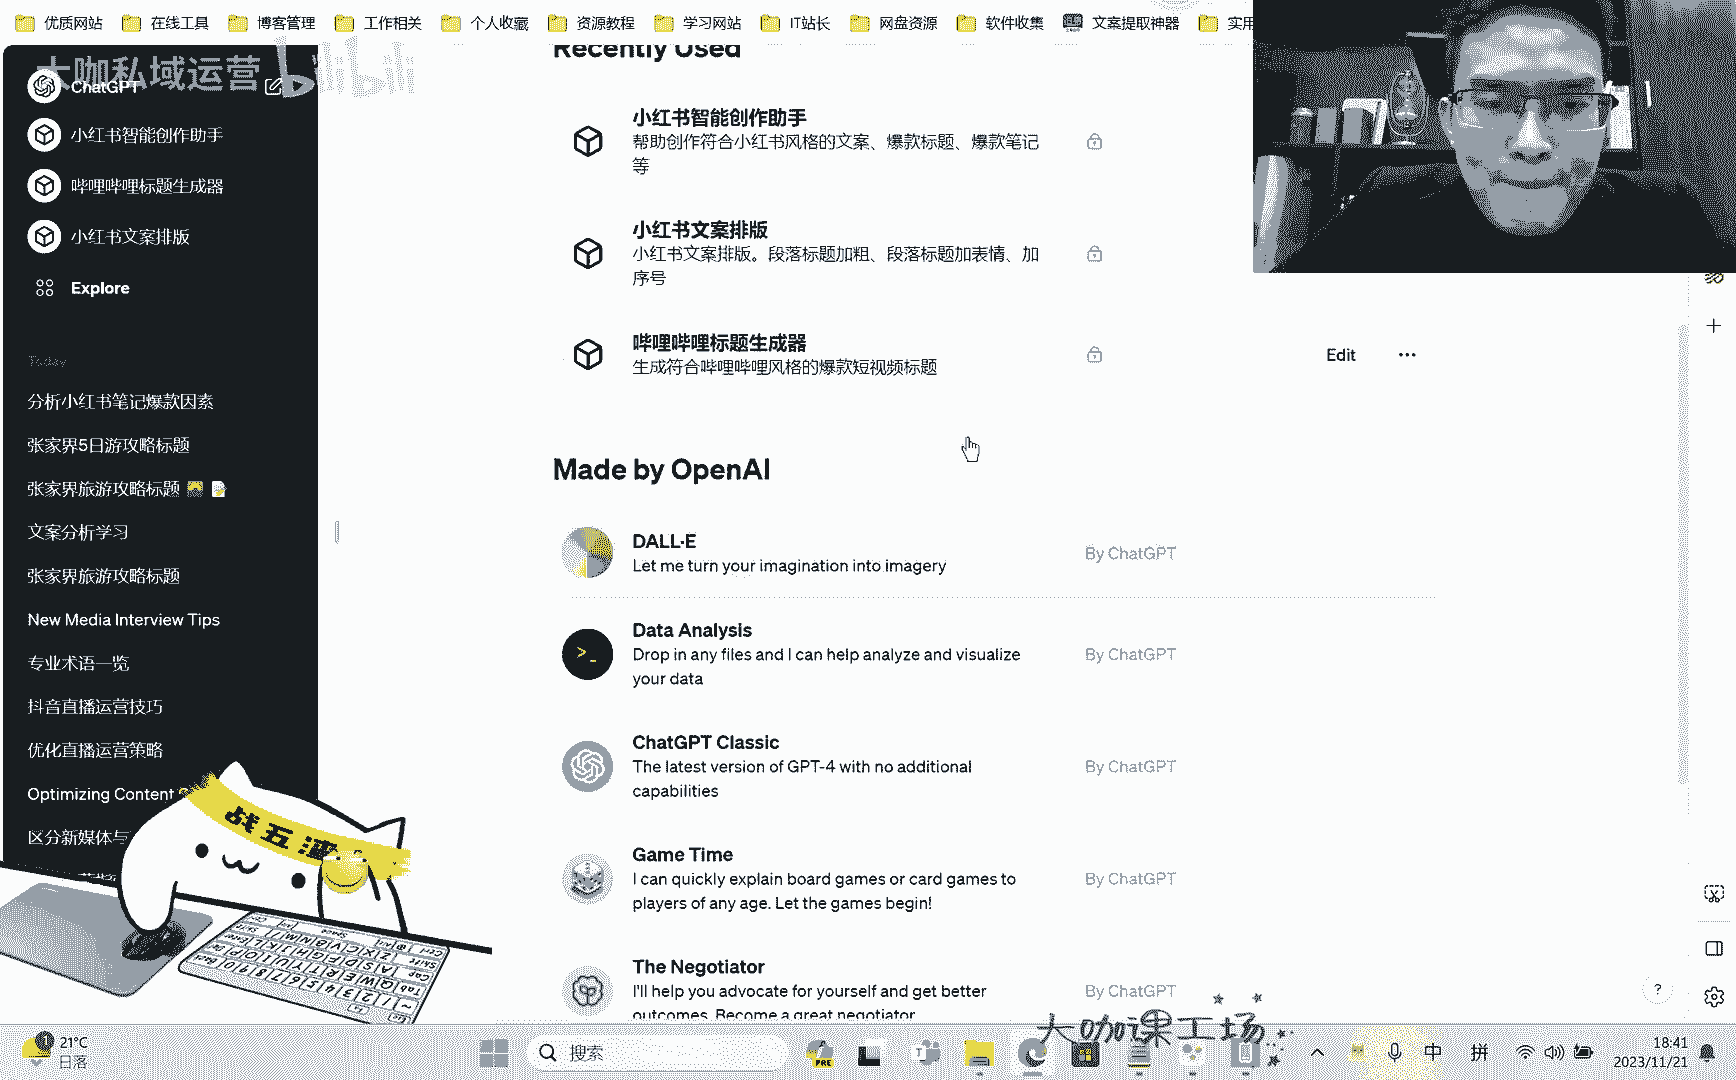 优质网站
在线工具
博客管理
工作相关
个人收藏
资源教程
学习网站
IT站长
网盘资源
软件收集
文案提取神器
实用
大咖私域运营 bilibili
ChatGPT
小红书智能创作助手
哔哩哔哩标题生成器
小红书文案排版
Explore
Today
分析小红书笔记爆款因素
张家界5日游攻略标题
张家界旅游攻略标题
文案分析学习
张家界旅游攻略标题
New Media Interview Tips
专业术语一览
抖音直播运营技巧
优化直播运营策略
Optimizing Content
区分新媒体与
Recently Used
小红书智能创作助手
帮助创作符合小红书风格的文案、爆款标题、爆款笔记
等
小红书文案排版
小红书文案排版。段落标题加粗、段落标题加表情、加
序号
哔哩哔哩标题生成器
生成符合哔哩哔哩风格的爆款短视频标题
Edit
Made by OpenAI
DALL·E
Let me turn your imagination into imagery
By ChatGPT
Data Analysis
Drop in any files and I can help analyze and visualize
your data
By ChatGPT
ChatGPT Classic
The latest version of GPT-4 with no additional
capabilities
By ChatGPT
Game Time
I can quickly explain board games or card games to
players of any age. Let the games begin!
By ChatGPT
The Negotiator
I'll help you advocate for yourself and get better
outcomes. Become a great negotiator.
By ChatGPT
战五渣
大咖课工场
21°C
日落
搜索
PRE
中
拼
18:41
2023/11/21